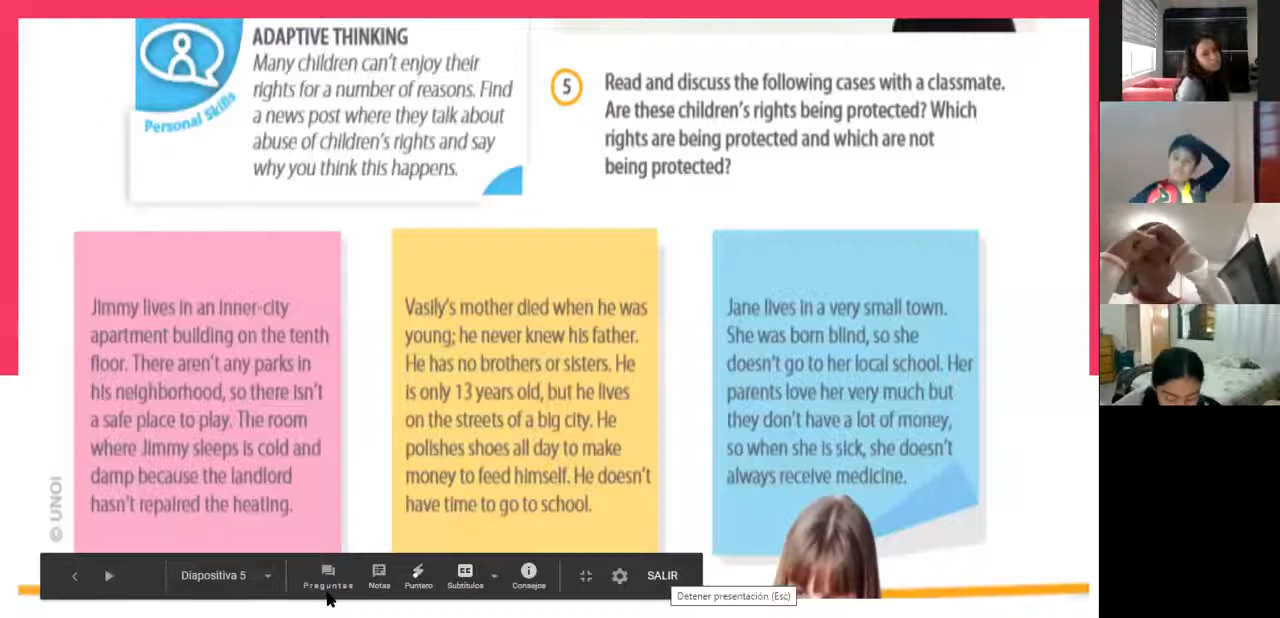 ADAPTIVE THINKING
Many children can't enjoy their
rights for a number of reasons. Find
a news post where they talk about
abuse of children's rights and say
why you think this happens.
Personal Skills
5
Read and discuss the following cases with a classmate.
Are these children's rights being protected? Which
rights are being protected and which are not
being protected?
Jimmy lives in an inner-city
apartment building on the tenth
floor. There aren't any parks in
his neighborhood, so there isn't
a safe place to play. The room
where Jimmy sleeps is cold and
damp because the landlord
hasn't repaired the heating.
Vasily's mother died when he was
young; he never knew his father.
He has no brothers or sisters. He
is only 13 years old, but he lives
on the streets of a big city. He
polishes shoes all day to make
money to feed himself. He doesn't
have time to go to school.
Jane lives in a very small town.
She was born blind, so she
doesn't go to her local school. Her
parents love her very much but
they don't have a lot of money,
so when she is sick, she doesn't
always receive medicine.
© UNOI
Diapositiva 5
Preguntas
Notas
Puntero
Subtítulos
Consejos
SALIR
Detener presentación (Esc)